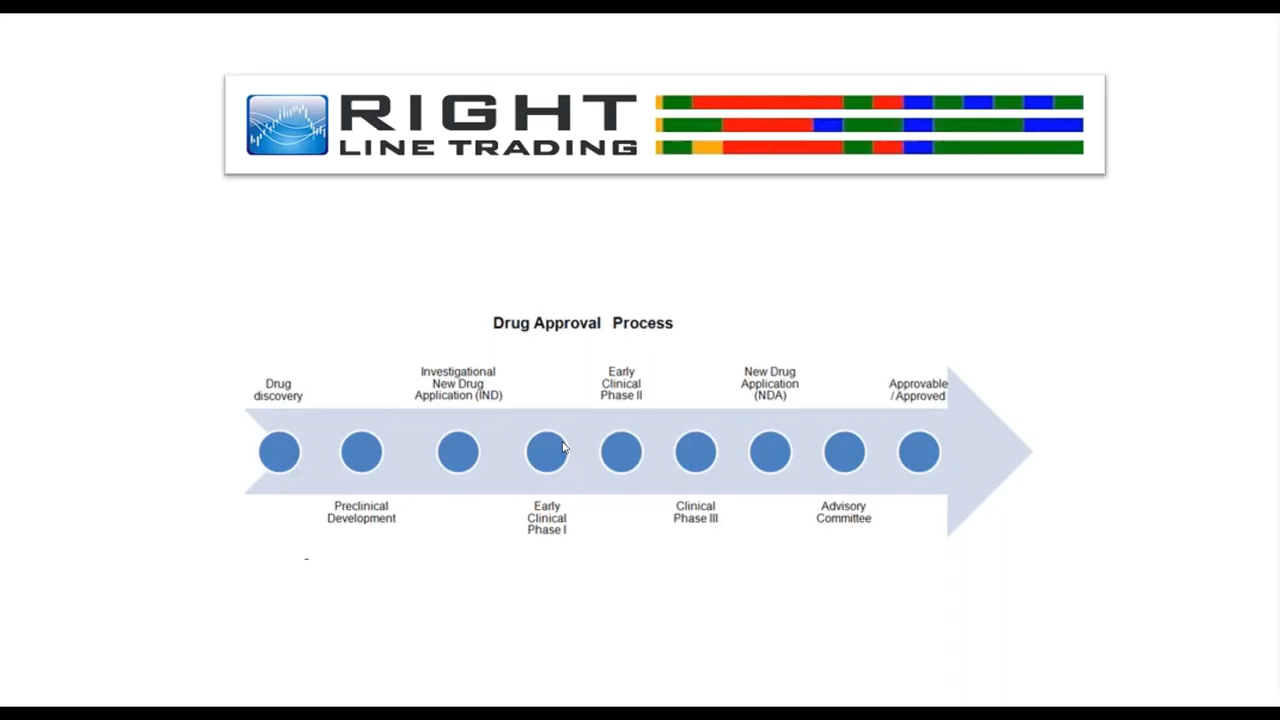 RIGHT
LINE TRADING
Drug Approval Process
Drug
discovery
Preclinical
Development
Investigational
New Drug
Application (IND)
Early
Clinical
Phase I
Early
Clinical
Phase II
Clinical
Phase III
New Drug
Application
(NDA)
Advisory
Committee
Approvable
/ Approved